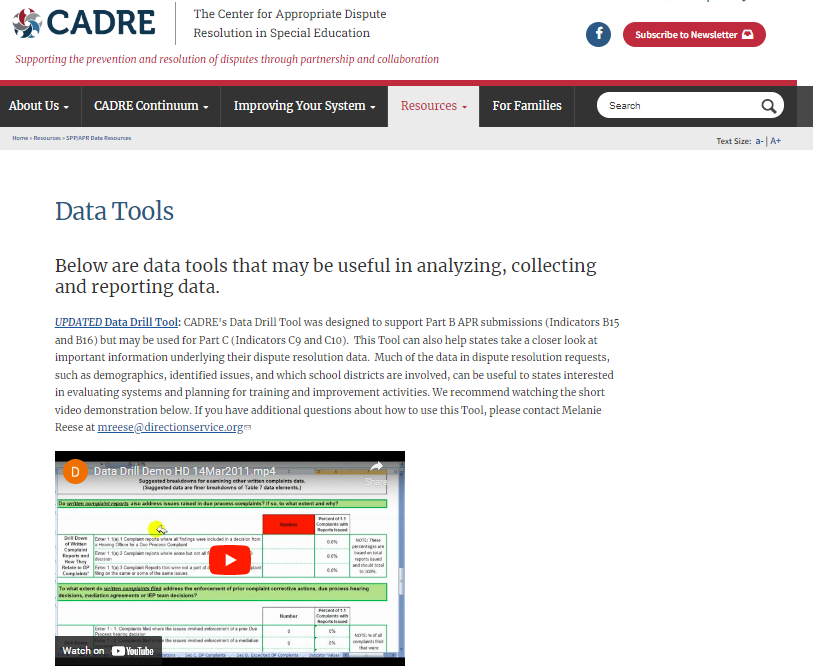 CADRE
The Center for Appropriate Dispute
Resolution in Special Education
Supporting the prevention and resolution of disputes through partnership and collaboration
f
Subscribe to Newsletter
About Us
CADRE Continuum
Improving Your System
Resources
For Families
Search
Home » Resources » SPP/APR Data Resources
Text Size: a- | A+
Data Tools
Below are data tools that may be useful in analyzing, collecting
and reporting data.
UPDATED Data Drill Tool: CADRE's Data Drill Tool was designed to support Part B APR submissions (Indicators B15
and B16) but may be used for Part C (Indicators C9 and C10).  This Tool can also help states take a closer look at
important information underlying their dispute resolution data.  Much of the data in dispute resolution requests,
such as demographics, identified issues, and which school districts are involved, can be useful to states interested
in evaluating systems and planning for training and improvement activities. We recommend watching the short
video demonstration below. If you have additional questions about how to use this Tool, please contact Melanie
Reese at mreese@directionservice.org
D
Data Drill Demo HD 14Mar2011.mp4
Share
Suggested breakdowns for examining other written complaints data.
(Suggested data are finer breakdowns of Table 7 data elements.)
Do written complaint reports also address issues raised in due process complaints? If so, to what extent and why?
Percent of 1.1
Complaints with
Reports Issued
Drill Down
of Written
Complaint
Reports and
How They
Relate to DP
Complaints
Enter 1.1(a) 1 Complaint reports where all findings were included in a decision from
a Hearing Officer for a Due Process Complaint
0.0%
Enter 1.1(a) 2 Complaint reports where some but not all
decision
0.0%
Enter 1.1(a) 3 Complaint Reports that were not a part of
filing on the same or some of the same issues
0.0%
NOTE: These
percentages are
based on total
reports issued
and should total
to 100%.
To what extent do written complaints filed address the enforcement of prior complaint corrective actions, due process hearing
decisions, mediation agreements or IEP team decisions?
Number
Percent of 1.1
Complaints with
Reports Issued
Enter 1 - 1. Complaints filed where the issues involved enforcement of a prior Due
Process hearing decision
0
0%
where the issues involved enforcement of a mediation
0
0%
NOTE: % of all
complaints filed
that were
Watch on YouTube